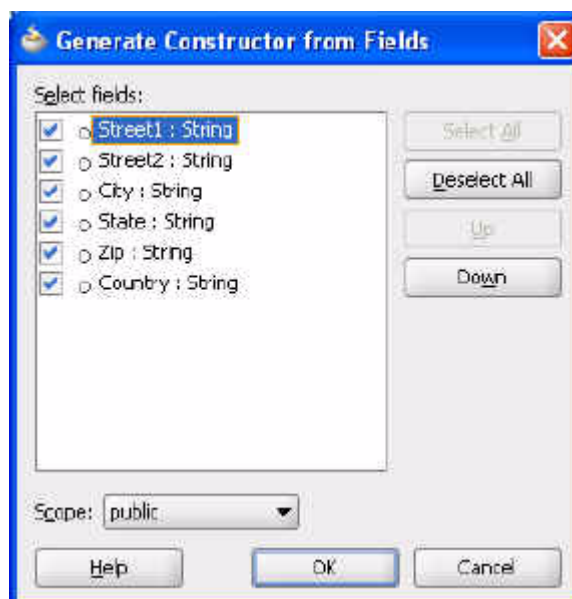 Generate Constructor from Fields
Select fields:
Street1 : String
Street2 : String
City : String
State : String
Zip : String
Country : String
Select All
Deselect All
Up
Down
Scope: public
Help
OK
Cancel